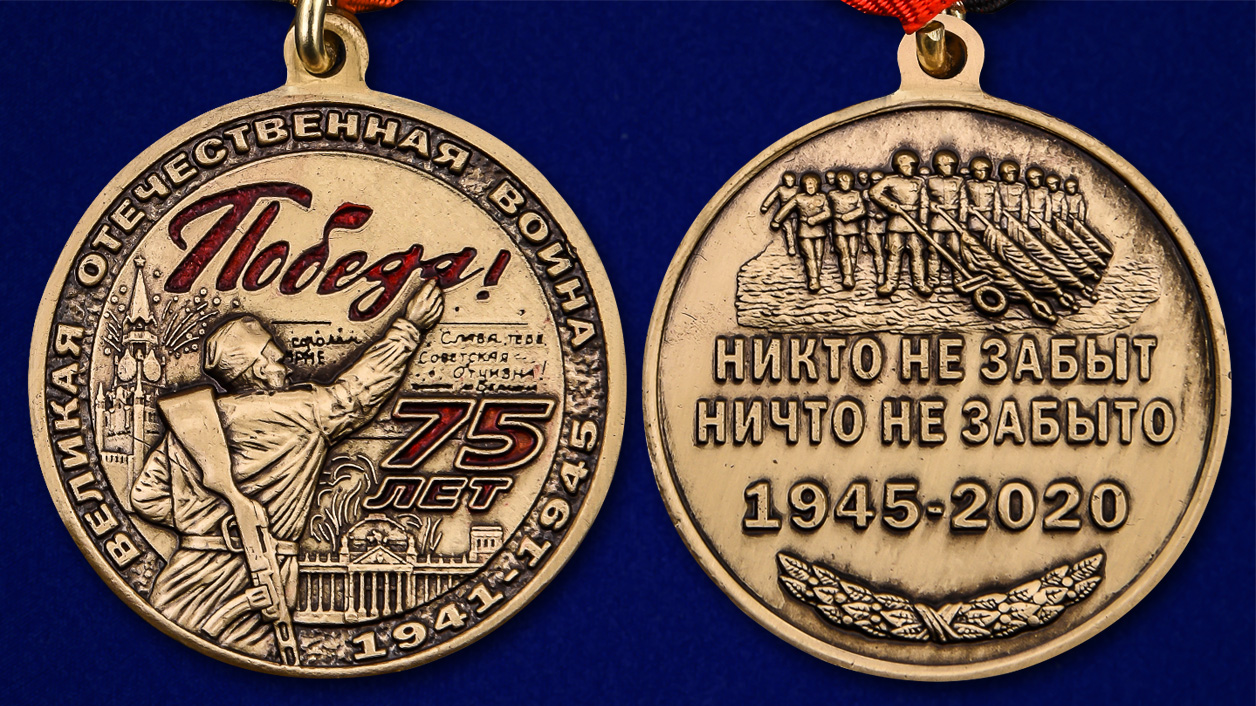 ВЕЛИКАЯ ОТЕЧЕСТВЕННАЯ ВОЙНА
1941-1945
Победа!
СЛАВА ТЕБЕ
СОВЕТСКАЯ
ОТЧИЗНА!
75
ЛЕТ
НИКТО НЕ ЗАБЫТ
НИЧТО НЕ ЗАБЫТО
1945-2020